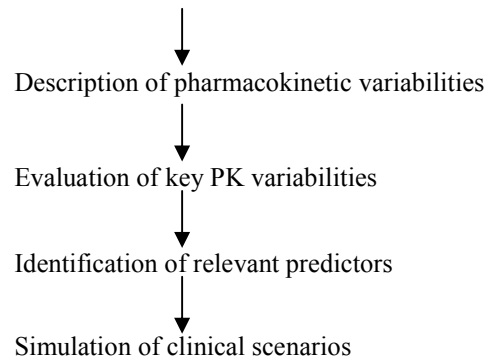 Description of pharmacokinetic variabilities
Evaluation of key PK variabilities
Identification of relevant predictors
Simulation of clinical scenarios